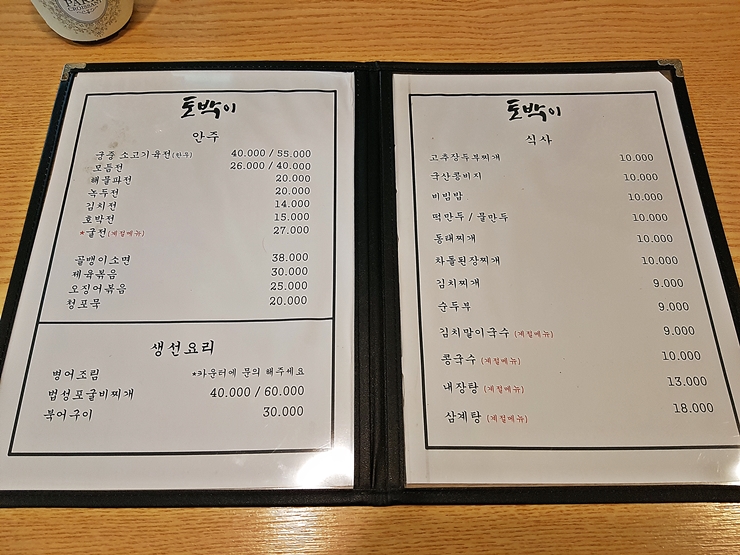 PARIS
CROISSANT
토박이
안주
궁중 소고기육전(한우) 40.000 / 55.000
모듬전 26.000 / 40.000
해물파전 20.000
녹두전 20.000
김치전 14.000
호박전 15.000
*굴전(계절메뉴) 27.000
골뱅이소면 38.000
제육볶음 30.000
오징어볶음 25.000
청포묵 20.000
생선요리
병어조림 *카운터에 문의 해주세요
법성포굴비찌개 40.000 / 60.000
북어구이 30.000
토박이
식사
고추장두부찌개 10.000
국산콩비지 10.000
비빔밥 10.000
떡만두 / 물만두 10.000
동태찌개 10.000
차돌된장찌개 10.000
김치찌개 9.000
순두부 9.000
김치말이국수 (계절메뉴) 9.000
콩국수 (계절메뉴) 10.000
내장탕 (계절메뉴) 13.000
삼계탕 (계절메뉴) 18.000